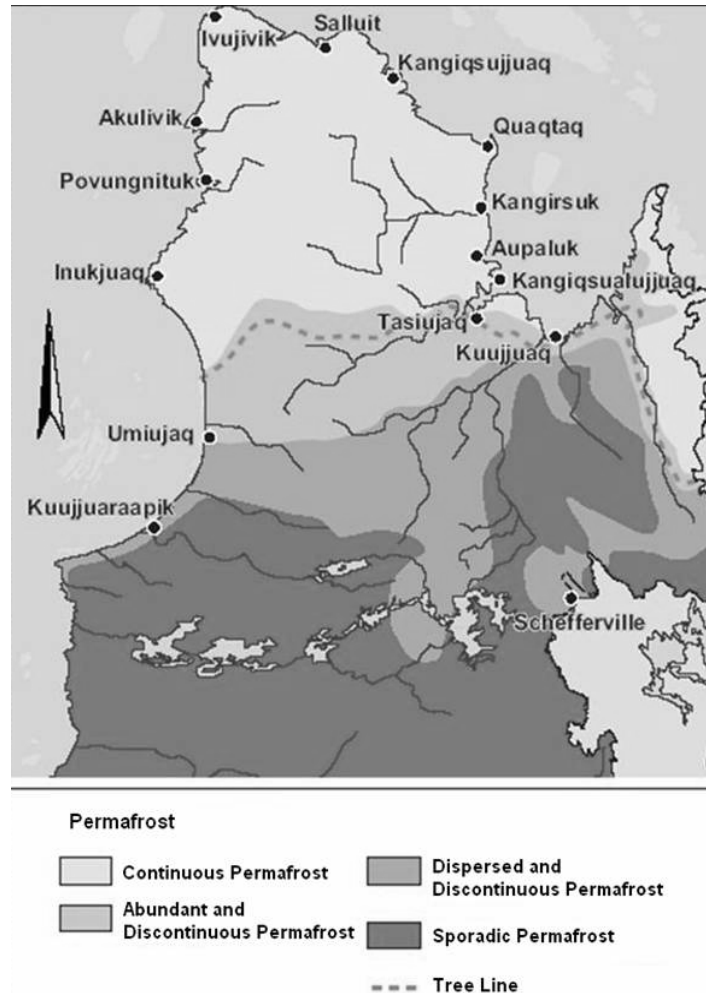 Ivujivik
Salluit
Kangiqsujjuaq
Akulivik
Quaqtaq
Povungnituk
Kangirsuk
Aupaluk
Inukjuaq
Kangiqsualujjuaq
Tasiujaq
Kuujjuaq
Umiujaq
Kuujjuaraapik
Schefferville
Permafrost
Continuous Permafrost
Abundant and
Discontinuous Permafrost
Dispersed and
Discontinuous Permafrost
Sporadic Permafrost
Tree Line